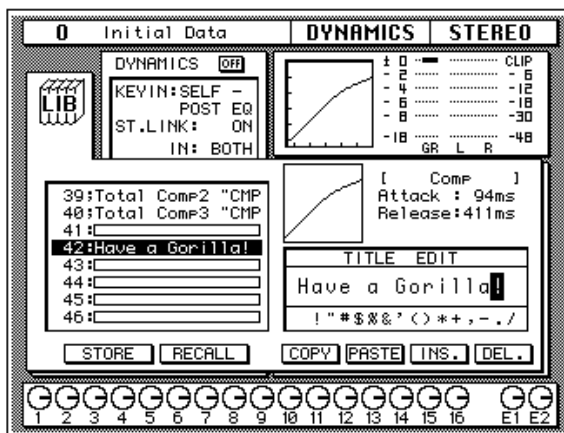 0 Initial Data DYNAMICS STEREO
DYNAMICS OFF
LIB
KEYIN:SELF -
POST EQ
ST.LINK: ON
IN: BOTH
± 0 CLIP
- 2 - 6
- 4 -12
- 6 -18
- 8 -30
-18 -48
GR L R
39;Total Comp2 "CMP
40;Total Comp3 "CMP
41:
42:Have a Gorilla!
43:
44:
45:
46:
[ Comp ]
Attack : 94ms
Release:411ms
TITLE EDIT
Have a Gorilla!
!"#$%&'()*+,-./
STORE RECALL COPY PASTE INS. DEL.
1 2 3 4 5 6 7 8 9 10 11 12 13 14 15 16 E1 E2